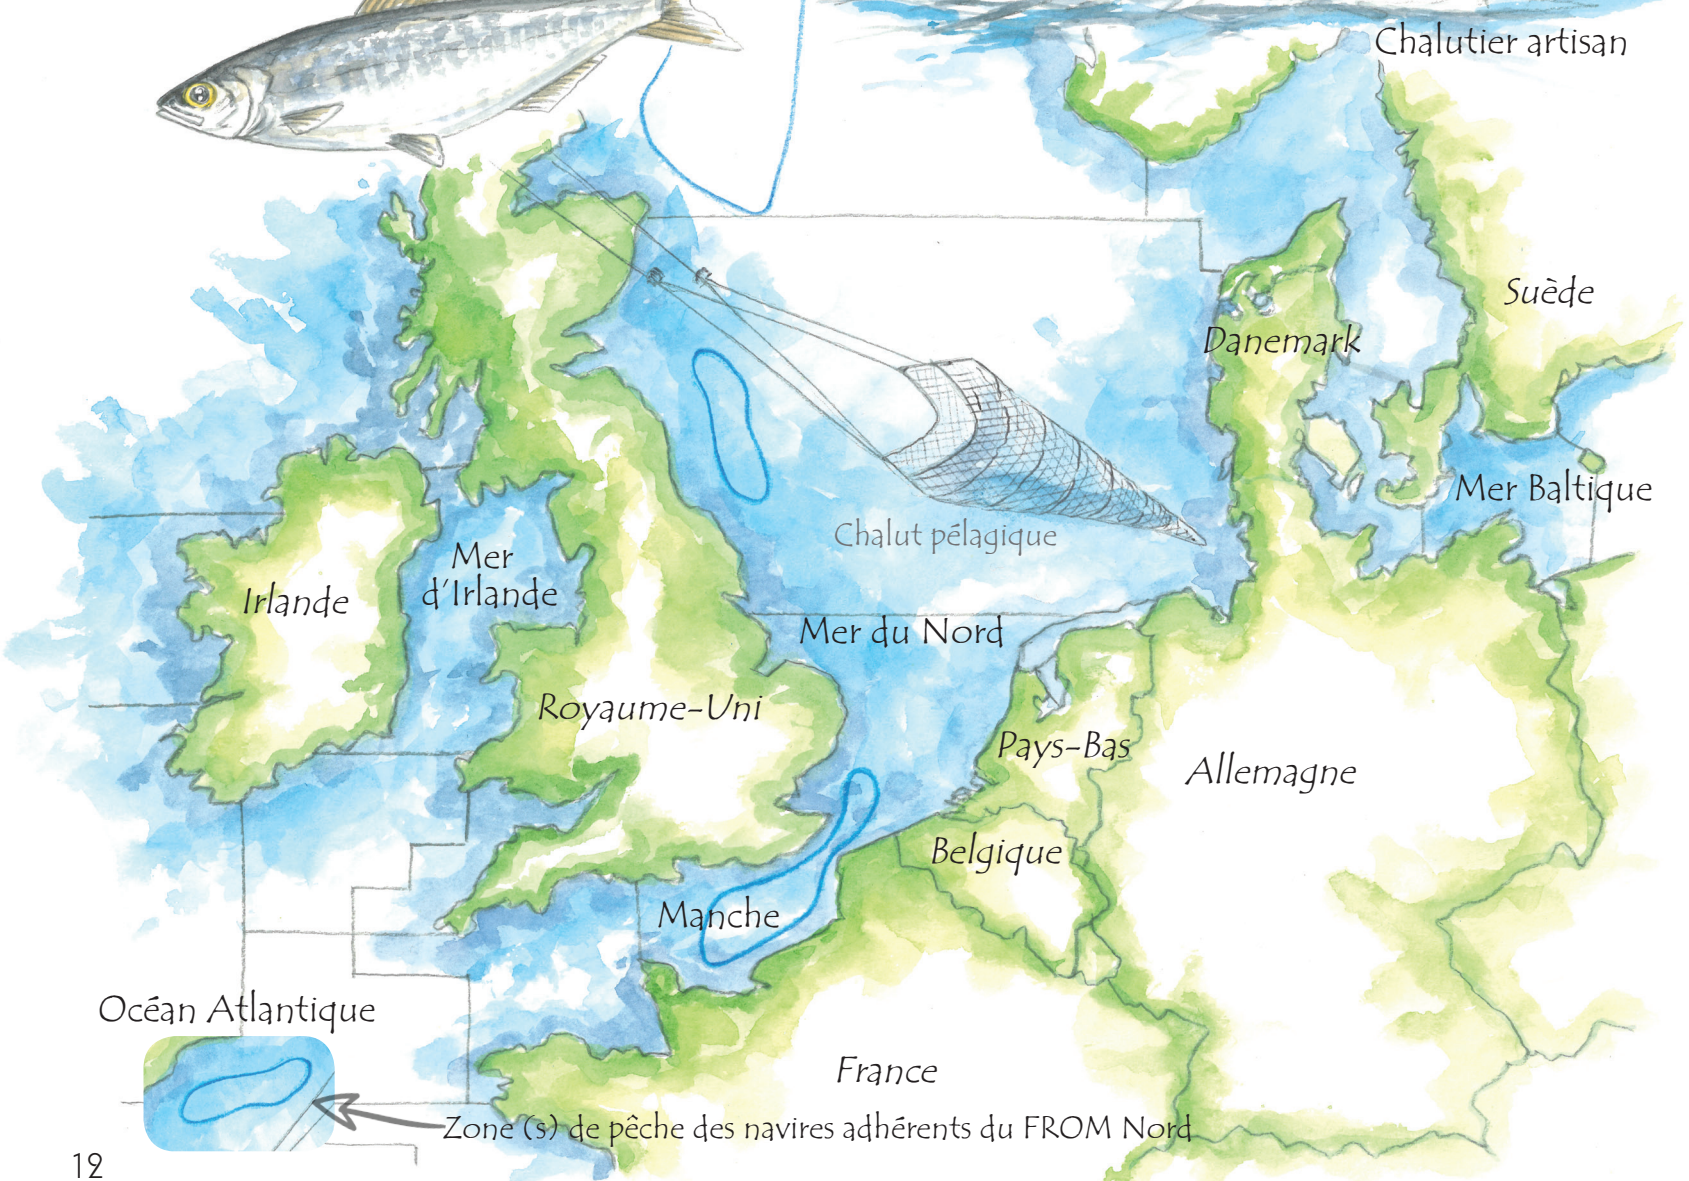 Chalutier artisan
Suède
Danemark
Mer Baltique
Chalut pélagique
Mer
d'Irlande
Irlande
Mer du Nord
Royaume-Uni
Pays-Bas
Allemagne
Belgique
Manche
Océan Atlantique
France
Zone (s) de pêche des navires adhérents du FROM Nord
12